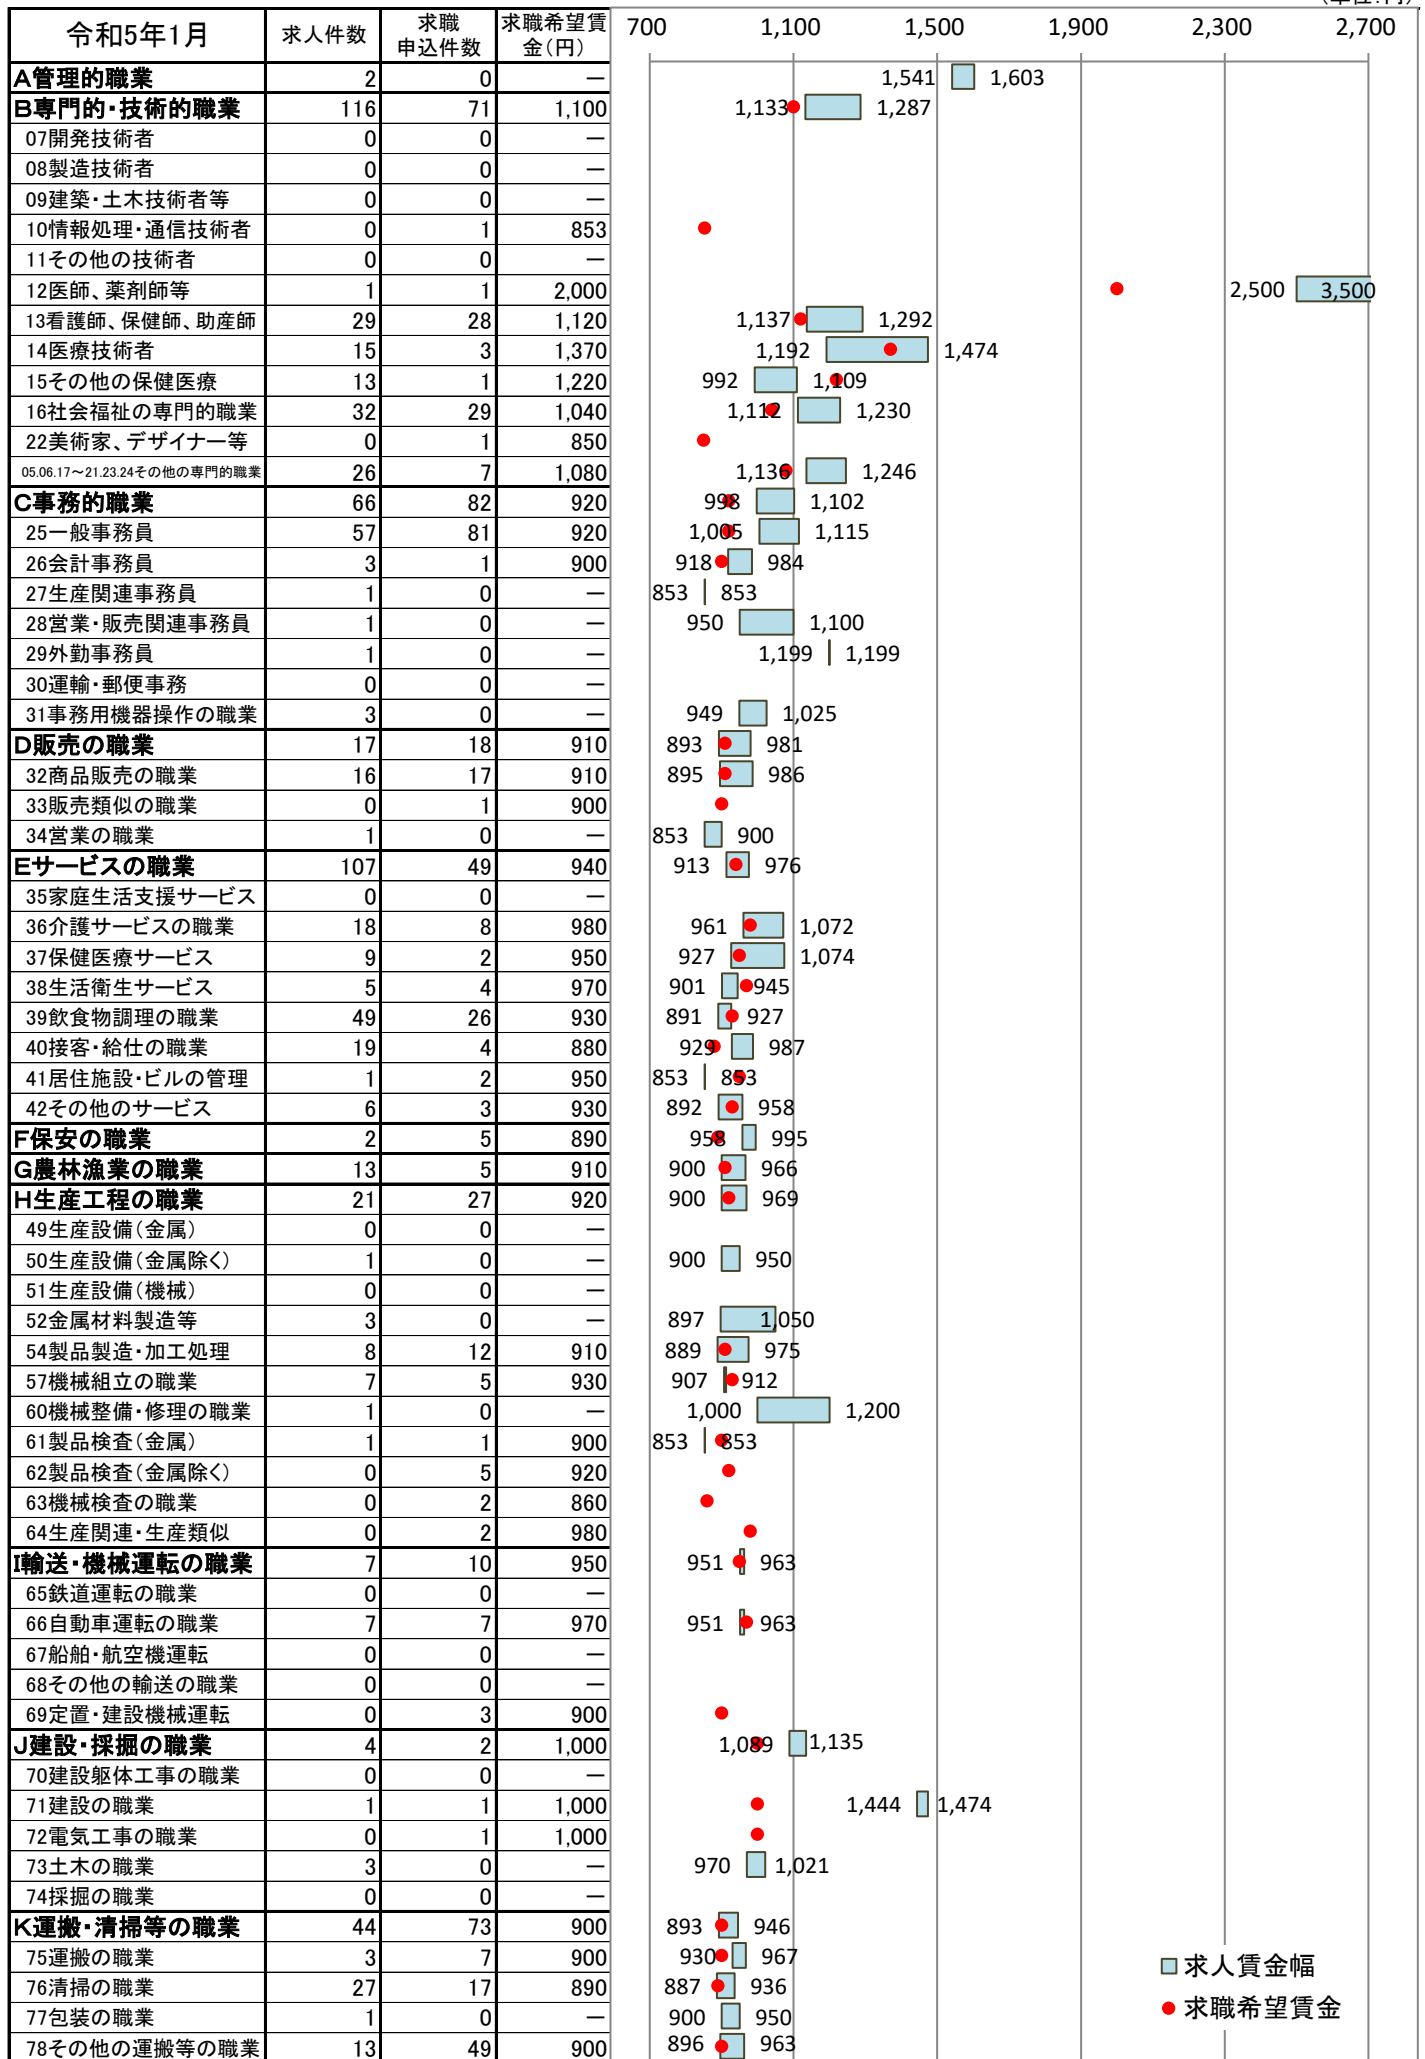 (単位:円)
令和5年1月 求人件数 求職申込件数 求職希望賃金(円) 700 1,100 1,500 1,900 2,300 2,700
A管理的職業 2 0 － 1,541 1,603
B専門的・技術的職業 116 71 1,100 1,133 1,287
07開発技術者 0 0 －
08製造技術者 0 0 －
09建築・土木技術者等 0 0 －
10情報処理・通信技術者 0 1 853
11その他の技術者 0 0 －
12医師、薬剤師等 1 1 2,000 2,500 3,500
13看護師、保健師、助産師 29 28 1,120 1,137 1,292
14医療技術者 15 3 1,370 1,192 1,474
15その他の保健医療 13 1 1,220 992 1,109
16社会福祉の専門的職業 32 29 1,040 1,112 1,230
22美術家、デザイナー等 0 1 850
05.06.17～21.23.24その他の専門的職業 26 7 1,080 1,136 1,246
C事務的職業 66 82 920 998 1,102
25一般事務員 57 81 920 1,005 1,115
26会計事務員 3 1 900 918 984
27生産関連事務員 1 0 － 853 853
28営業・販売関連事務員 1 0 － 950 1,100
29外勤事務員 1 0 － 1,199 1,199
30運輸・郵便事務 0 0 －
31事務用機器操作の職業 3 0 － 949 1,025
D販売の職業 17 18 910 893 981
32商品販売の職業 16 17 910 895 986
33販売類似の職業 0 1 900
34営業の職業 1 0 － 853 900
Eサービスの職業 107 49 940 913 976
35家庭生活支援サービス 0 0 －
36介護サービスの職業 18 8 980 961 1,072
37保健医療サービス 9 2 950 927 1,074
38生活衛生サービス 5 4 970 901 945
39飲食物調理の職業 49 26 930 891 927
40接客・給仕の職業 19 4 880 929 987
41居住施設・ビルの管理 1 2 950 853 853
42その他のサービス 6 3 930 892 958
F保安の職業 2 5 890 958 995
G農林漁業の職業 13 5 910 900 966
H生産工程の職業 21 27 920 900 969
49生産設備(金属) 0 0 －
50生産設備(金属除く) 1 0 － 900 950
51生産設備(機械) 0 0 －
52金属材料製造等 3 0 － 897 1,050
54製品製造・加工処理 8 12 910 889 975
57機械組立の職業 7 5 930 907 912
60機械整備・修理の職業 1 0 － 1,000 1,200
61製品検査(金属) 1 1 900 853 853
62製品検査(金属除く) 0 5 920
63機械検査の職業 0 2 860
64生産関連・生産類似 0 2 980
I輸送・機械運転の職業 7 10 950 951 963
65鉄道運転の職業 0 0 －
66自動車運転の職業 7 7 970 951 963
67船舶・航空機運転 0 0 －
68その他の輸送の職業 0 0 －
69定置・建設機械運転 0 3 900
J建設・採掘の職業 4 2 1,000 1,089 1,135
70建設躯体工事の職業 0 0 －
71建設の職業 1 1 1,000 1,444 1,474
72電気工事の職業 0 1 1,000
73土木の職業 3 0 － 970 1,021
74採掘の職業 0 0 －
K運搬・清掃等の職業 44 73 900 893 946
75運搬の職業 3 7 900 930 967
76清掃の職業 27 17 890 887 936
77包装の職業 1 0 － 900 950
78その他の運搬等の職業 13 49 900 896 963
求人賃金幅
求職希望賃金